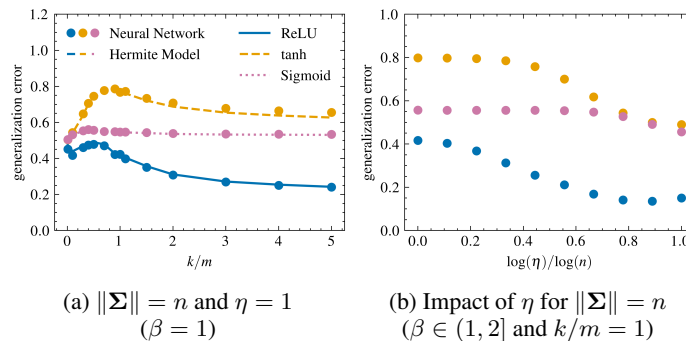 1.2
1.0
0.8
0.6
0.4
0.2
0.0
generalization error
Neural Network
Hermite Model
ReLU
tanh
Sigmoid
0 1 2 3 4 5
k/m
(a) ‖Σ‖ = n and η = 1
(β = 1)
1.0
0.8
0.6
0.4
0.2
0.0
generalization error
0.0 0.2 0.4 0.6 0.8 1.0
log(η)/log(n)
(b) Impact of η for ‖Σ‖ = n
(β ∈ (1, 2] and k/m = 1)